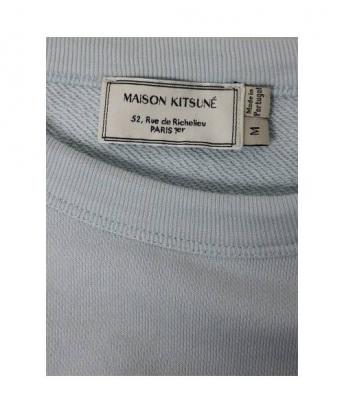 MAISON KITSUNÉ
52, Rue de Richelieu
PARIS 1er
Made in
Portugal
M